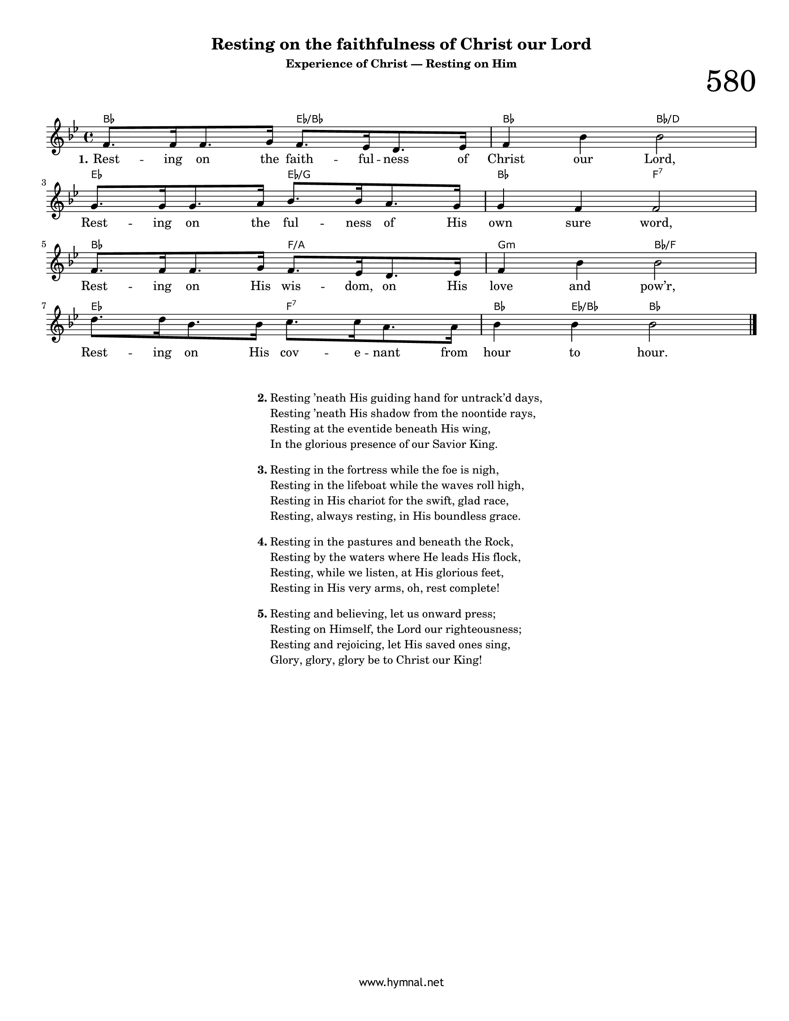 Resting on the faithfulness of Christ our Lord
Experience of Christ — Resting on Him
580
B♭ E♭/B♭ B♭ B♭/D
1. Rest - ing on the faith - ful - ness of Christ our Lord,
3
E♭ E♭/G B♭ F7
Rest - ing on the ful - ness of His own sure word,
5
B♭ F/A Gm B♭/F
Rest - ing on His wis - dom, on His love and pow’r,
7
E♭ F7 B♭ E♭/B♭ B♭
Rest - ing on His cov - e - nant from hour to hour.
2. Resting ’neath His guiding hand for untrack’d days,
Resting ’neath His shadow from the noontide rays,
Resting at the eventide beneath His wing,
In the glorious presence of our Savior King.
3. Resting in the fortress while the foe is nigh,
Resting in the lifeboat while the waves roll high,
Resting in His chariot for the swift, glad race,
Resting, always resting, in His boundless grace.
4. Resting in the pastures and beneath the Rock,
Resting by the waters where He leads His flock,
Resting, while we listen, at His glorious feet,
Resting in His very arms, oh, rest complete!
5. Resting and believing, let us onward press;
Resting on Himself, the Lord our righteousness;
Resting and rejoicing, let His saved ones sing,
Glory, glory, glory be to Christ our King!
www.hymnal.net